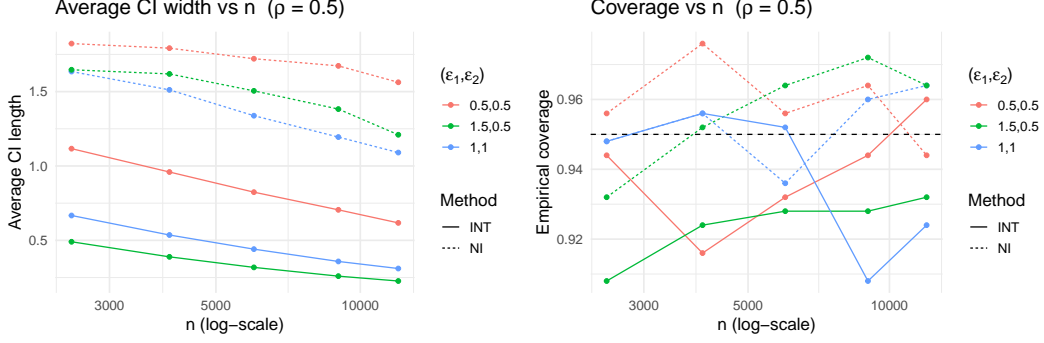 Average CI width vs n (ρ = 0.5)
Average CI length
1.5
1.0
0.5
3000
5000
10000
n (log−scale)
(ε₁,ε₂)
0.5,0.5
1.5,0.5
1,1
Method
INT
NI
Coverage vs n (ρ = 0.5)
Empirical coverage
0.96
0.94
0.92
3000
5000
10000
n (log−scale)
(ε₁,ε₂)
0.5,0.5
1.5,0.5
1,1
Method
INT
NI